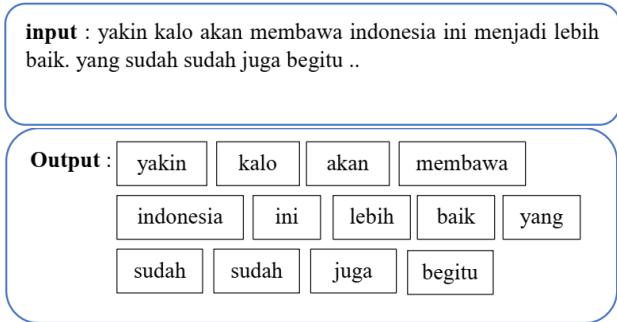 input : yakin kalo akan membawa indonesia ini menjadi lebih
baik. yang sudah sudah juga begitu ..
Output : yakin kalo akan membawa
indonesia ini lebih baik yang
sudah sudah juga begitu